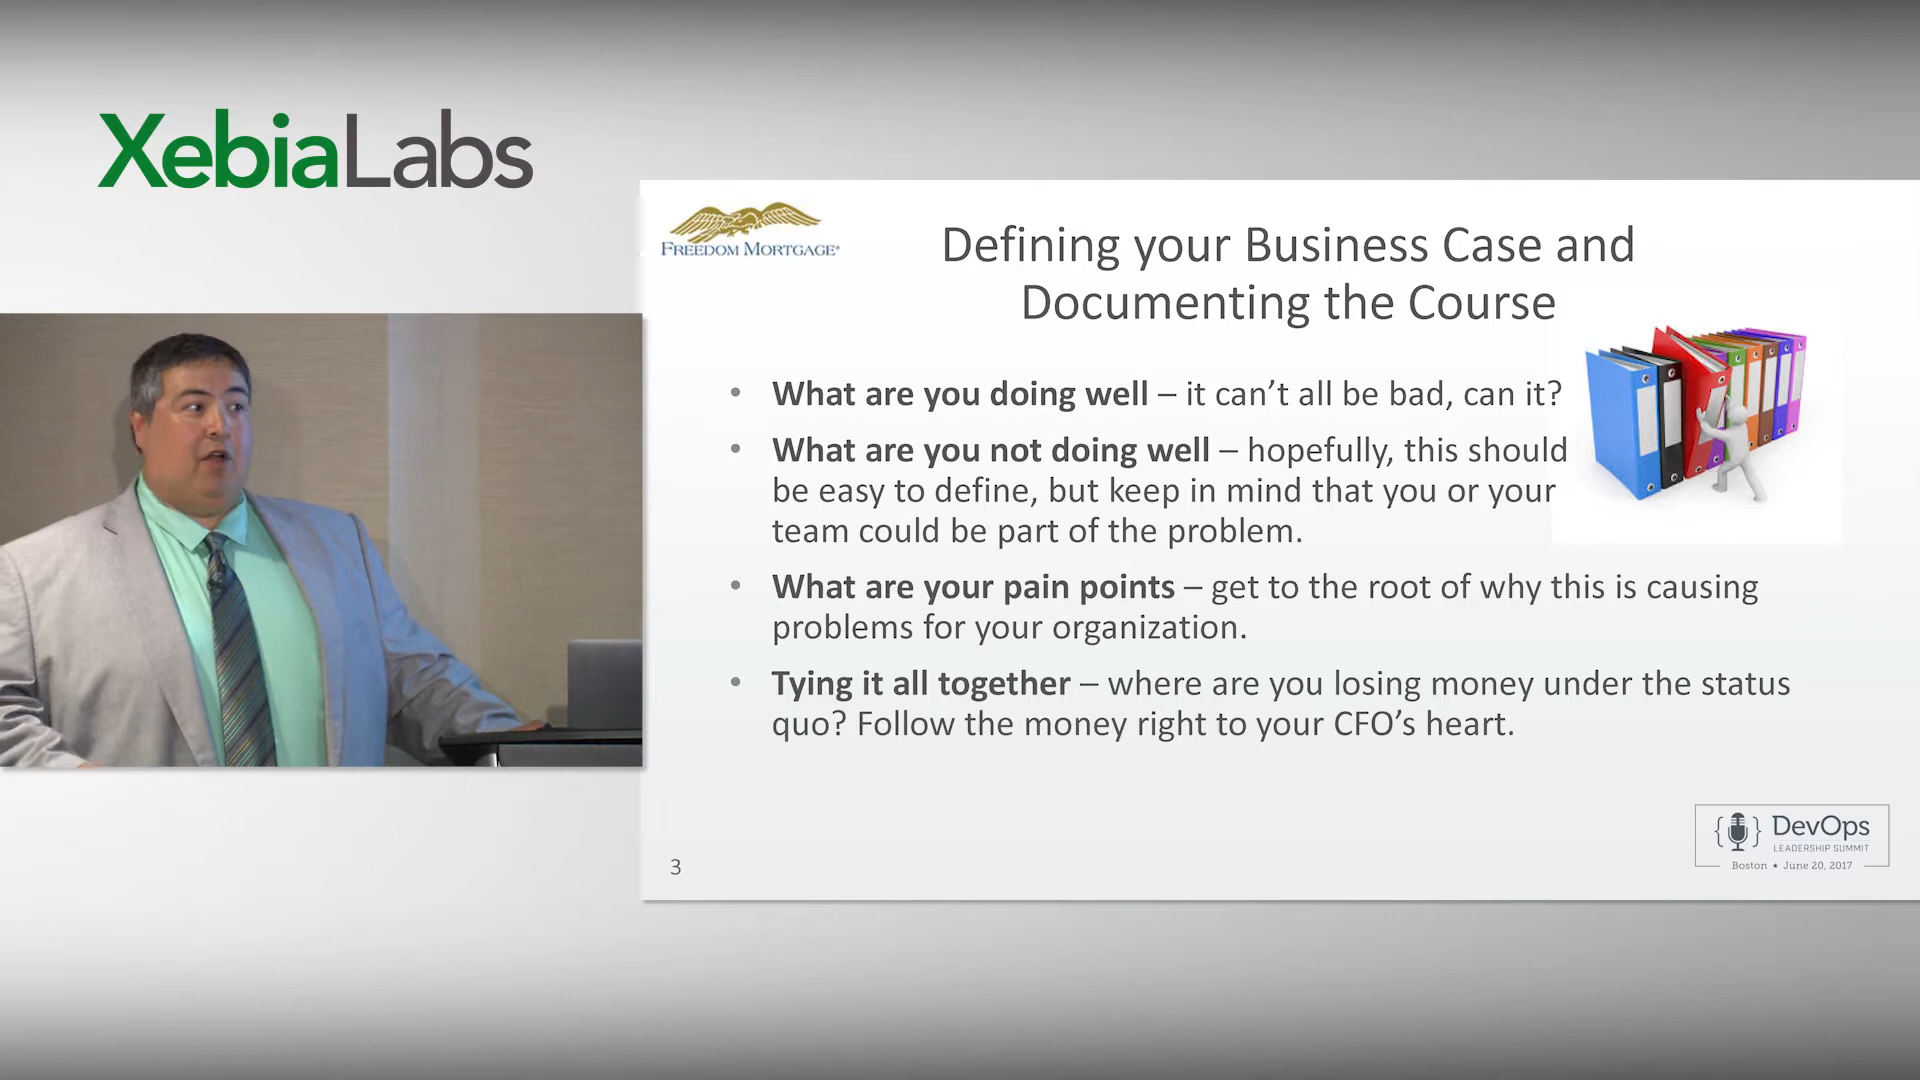 XebiaLabs
FREEDOM MORTGAGE®
Defining your Business Case and
Documenting the Course
• What are you doing well – it can’t all be bad, can it?
• What are you not doing well – hopefully, this should
be easy to define, but keep in mind that you or your
team could be part of the problem.
• What are your pain points – get to the root of why this is causing
problems for your organization.
• Tying it all together – where are you losing money under the status
quo? Follow the money right to your CFO’s heart.
3
DevOps
LEADERSHIP SUMMIT
Boston ★ June 20, 2017